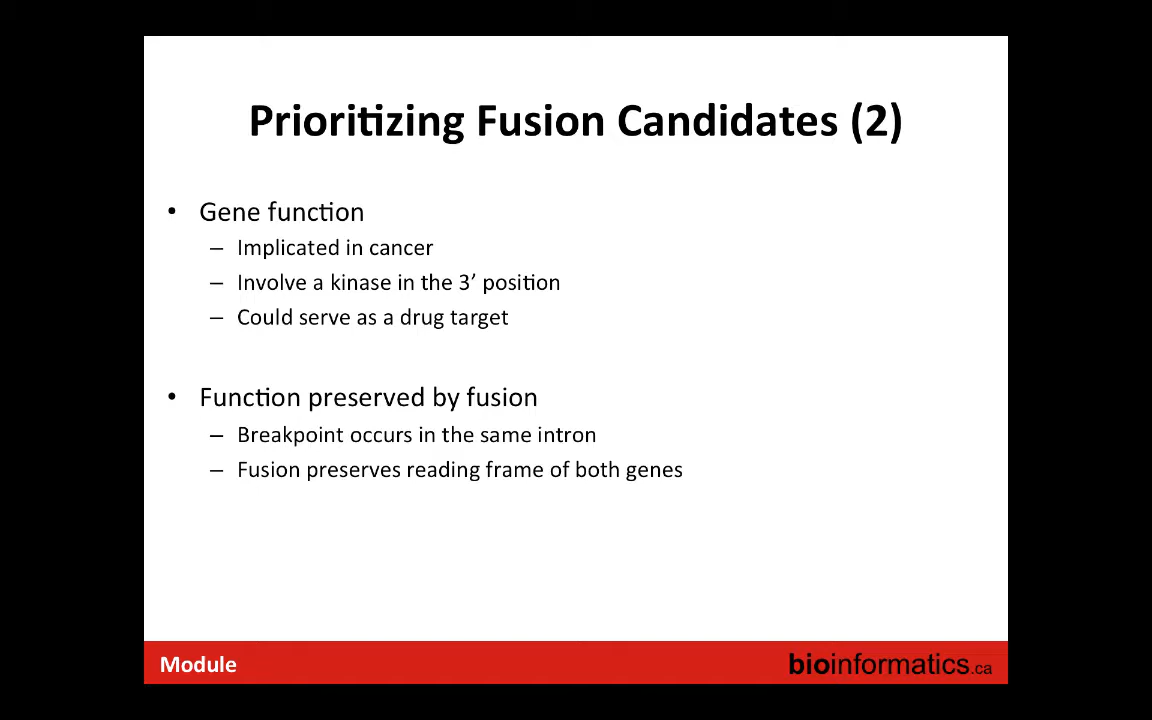 Prioritizing Fusion Candidates (2)
• Gene function
– Implicated in cancer
– Involve a kinase in the 3’ position
– Could serve as a drug target
• Function preserved by fusion
– Breakpoint occurs in the same intron
– Fusion preserves reading frame of both genes
Module
bioinformatics.ca